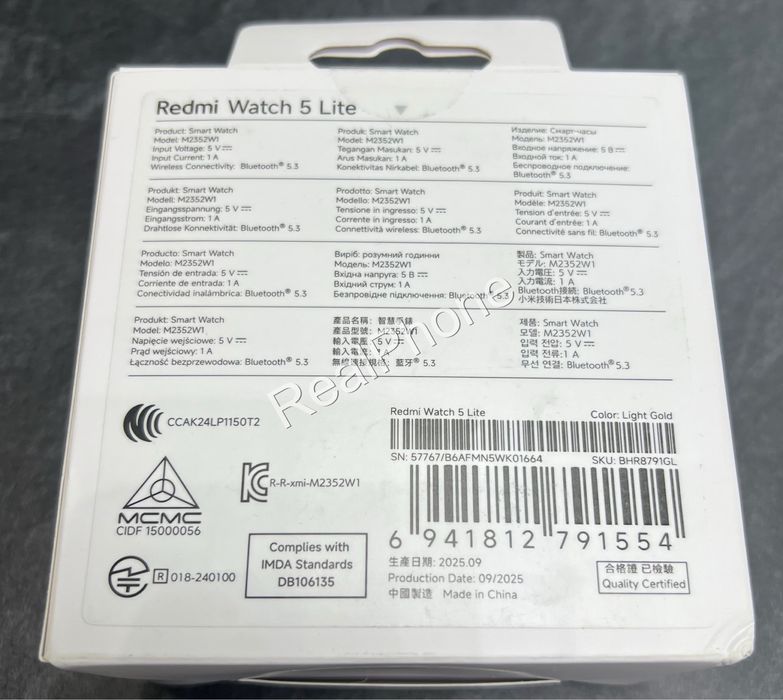 Redmi Watch 5 Lite
Product: Smart Watch
Model: M2352W1
Input Voltage: 5 V⎓
Input Current: 1 A
Wireless Connectivity: Bluetooth® 5.3
Produk: Smart Watch
Model: M2352W1
Tegangan Masukan: 5 V⎓
Arus Masukan: 1 A
Konektivitas Nirkabel: Bluetooth® 5.3
Изделие: Смарт-часы
Модель: M2352W1
Входное напряжение: 5 В⎓
Входной ток: 1 А
Беспроводное подключение:
Bluetooth® 5.3
Produkt: Smart Watch
Modell: M2352W1
Eingangsspannung: 5 V⎓
Eingangsstrom: 1 A
Drahtlose Konnektivität: Bluetooth® 5.3
Prodotto: Smart Watch
Modello: M2352W1
Tensione in ingresso: 5 V⎓
Corrente in ingresso: 1 A
Connettività wireless: Bluetooth® 5.3
Produit: Smart Watch
Modèle: M2352W1
Tension d'entrée: 5 V⎓
Courant d'entrée: 1 A
Connectivité sans fil: Bluetooth® 5.3
Producto: Smart Watch
Modelo: M2352W1
Tensión de entrada: 5 V⎓
Corriente de entrada: 1 A
Conectividad inalámbrica: Bluetooth® 5.3
Виріб: розумний годинни
Модель: M2352W1
Вхідна напруга: 5 В⎓
Вхідний струм: 1 А
Безпровідне підключення: Bluetooth® 5.3
製品: Smart Watch
モデル: M2352W1
入力電圧: 5 V⎓
入力電流: 1 A
Bluetooth接続: Bluetooth® 5.3
小米技術日本株式会社
Produkt: Smart Watch
Model: M2352W1
Napięcie wejściowe: 5 V⎓
Prąd wejściowy: 1 A
Łączność bezprzewodowa: Bluetooth® 5.3
產品名稱: 智慧手錶
產品型號: M2352W1
輸入電壓: 5 V⎓
輸入電流: 1 A
無線連接規格: 藍牙® 5.3
제품: Smart Watch
모델: M2352W1
입력 전압: 5 V⎓
입력 전류: 1 A
무선 연결: Bluetooth® 5.3
RealPhone
CCAK24LP1150T2
MCMC
CIDF 15000056
R-R-xmi-M2352W1
R 018-240100
Complies with
IMDA Standards
DB106135
Redmi Watch 5 Lite Color: Light Gold
SN: 57767/B6AFMN5WK01664 SKU: BHR8791GL
6 941812 791554
生產日期: 2025.09
Production Date: 09/2025
中國製造 Made in China
合格證 已檢驗
Quality Certified